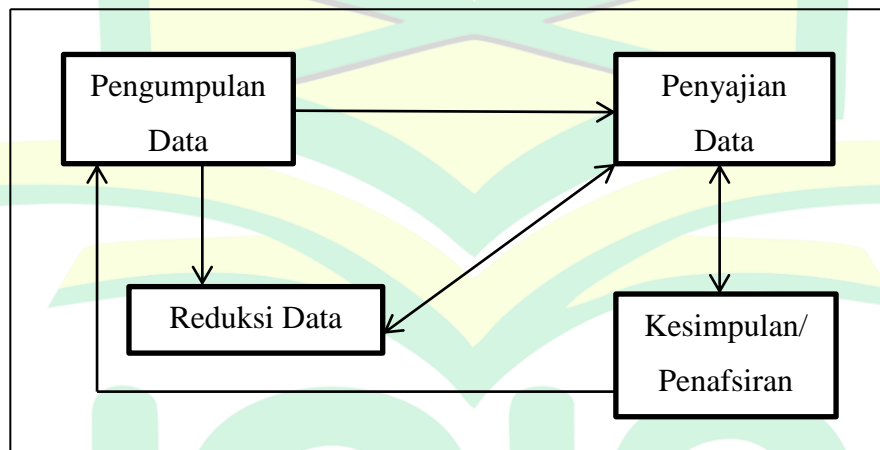 Pengumpulan
Data
Penyajian
Data
Reduksi Data
Kesimpulan/
Penafsiran